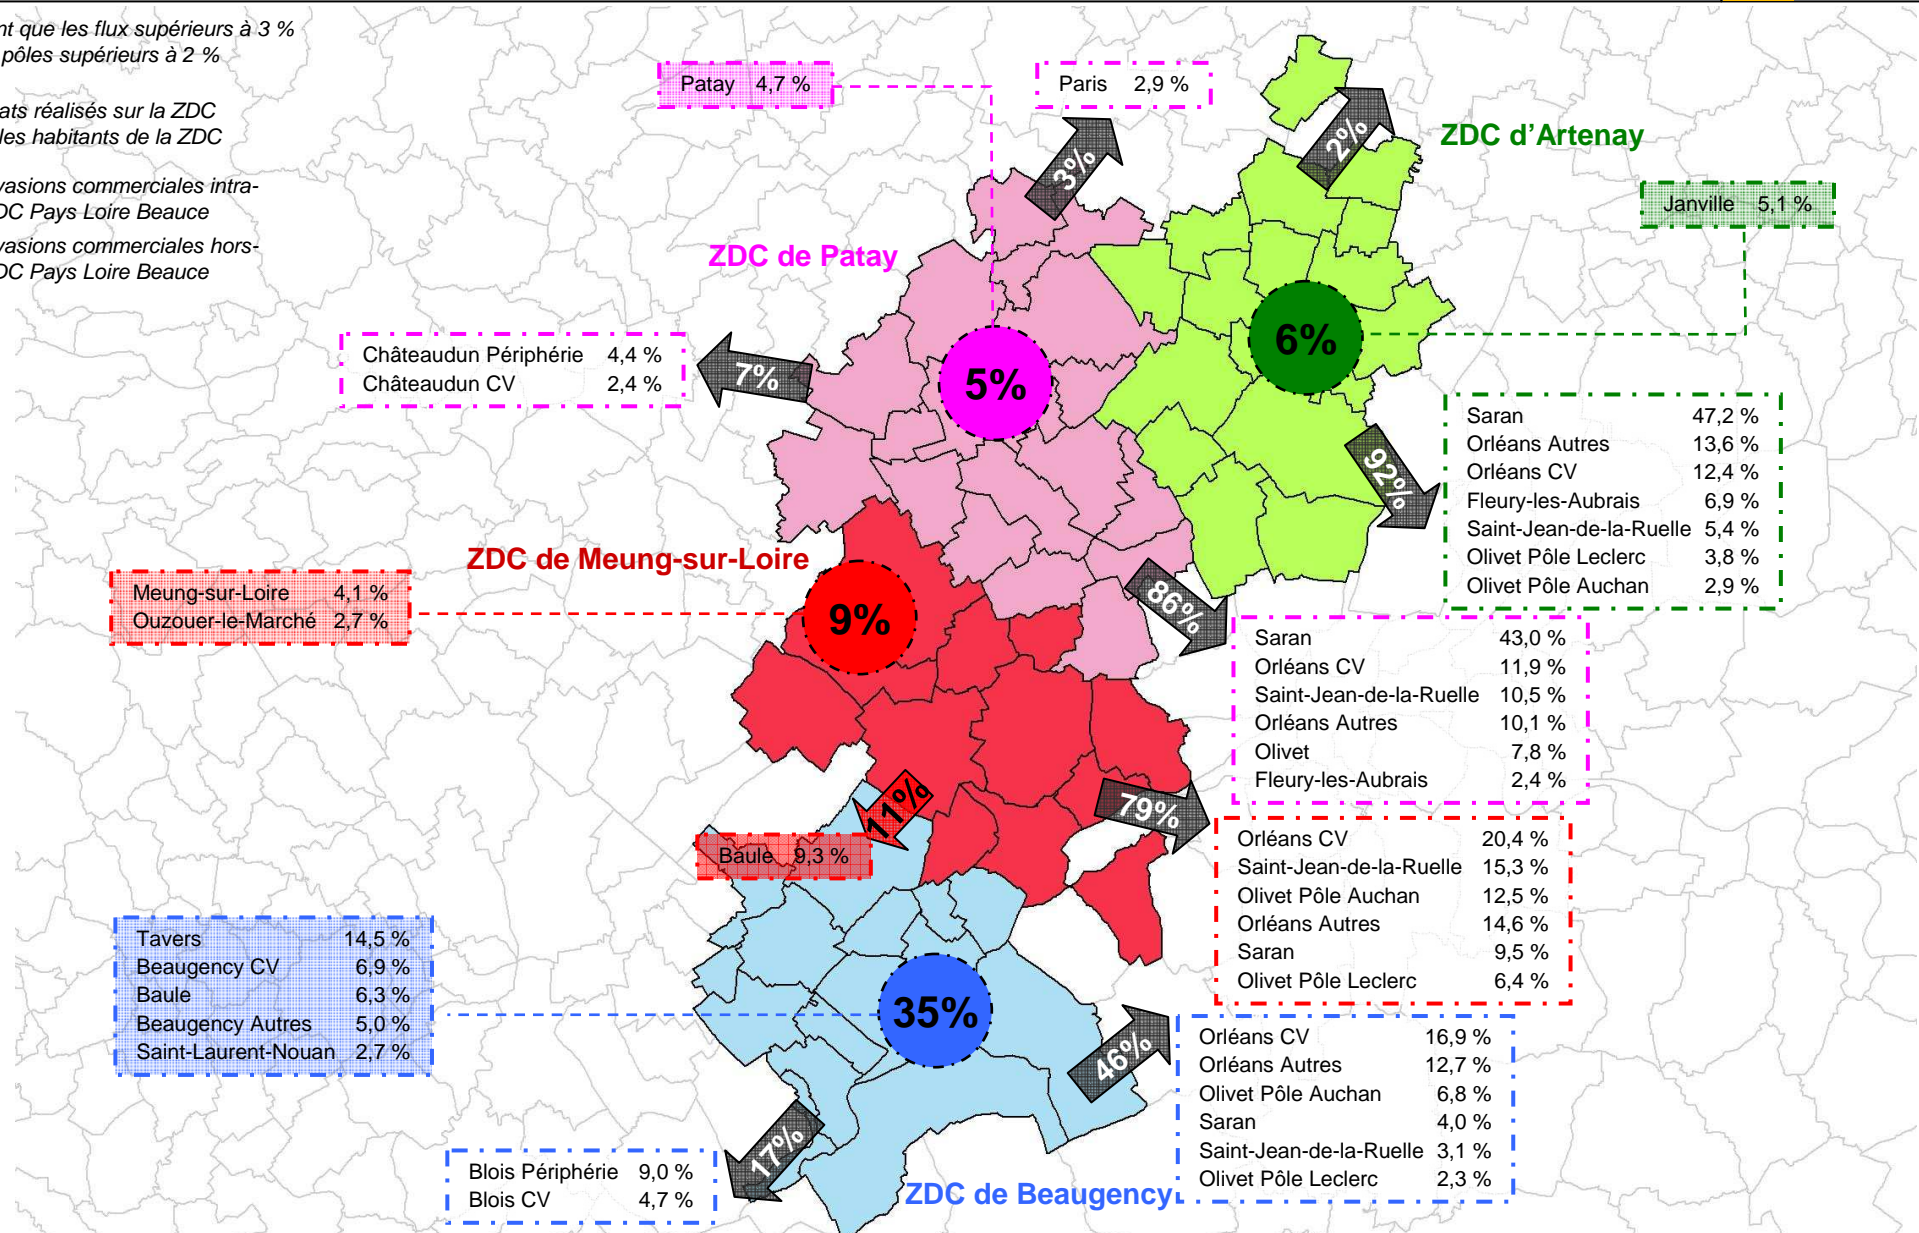 nt que les flux supérieurs à 3 %
pôles supérieurs à 2 %
ats réalisés sur la ZDC
les habitants de la ZDC
vasions commerciales intra-
DC Pays Loire Beauce
vasions commerciales hors-
DC Pays Loire Beauce
Patay 4,7 %
Paris 2,9 %
3%
2%
ZDC d'Artenay
Janville 5,1 %
ZDC de Patay
6%
Châteaudun Périphérie 4,4 %
Châteaudun CV 2,4 %
7%
5%
92%
Saran 47,2 %
Orléans Autres 13,6 %
Orléans CV 12,4 %
Fleury-les-Aubrais 6,9 %
Saint-Jean-de-la-Ruelle 5,4 %
Olivet Pôle Leclerc 3,8 %
Olivet Pôle Auchan 2,9 %
ZDC de Meung-sur-Loire
Meung-sur-Loire 4,1 %
Ouzouer-le-Marché 2,7 %
9%
86%
Saran 43,0 %
Orléans CV 11,9 %
Saint-Jean-de-la-Ruelle 10,5 %
Orléans Autres 10,1 %
Olivet 7,8 %
Fleury-les-Aubrais 2,4 %
11%
Baule 9,3 %
79%
Orléans CV 20,4 %
Saint-Jean-de-la-Ruelle 15,3 %
Olivet Pôle Auchan 12,5 %
Orléans Autres 14,6 %
Saran 9,5 %
Olivet Pôle Leclerc 6,4 %
Tavers 14,5 %
Beaugency CV 6,9 %
Baule 6,3 %
Beaugency Autres 5,0 %
Saint-Laurent-Nouan 2,7 %
35%
46%
Orléans CV 16,9 %
Orléans Autres 12,7 %
Olivet Pôle Auchan 6,8 %
Saran 4,0 %
Saint-Jean-de-la-Ruelle 3,1 %
Olivet Pôle Leclerc 2,3 %
17%
Blois Périphérie 9,0 %
Blois CV 4,7 %
ZDC de Beaugency